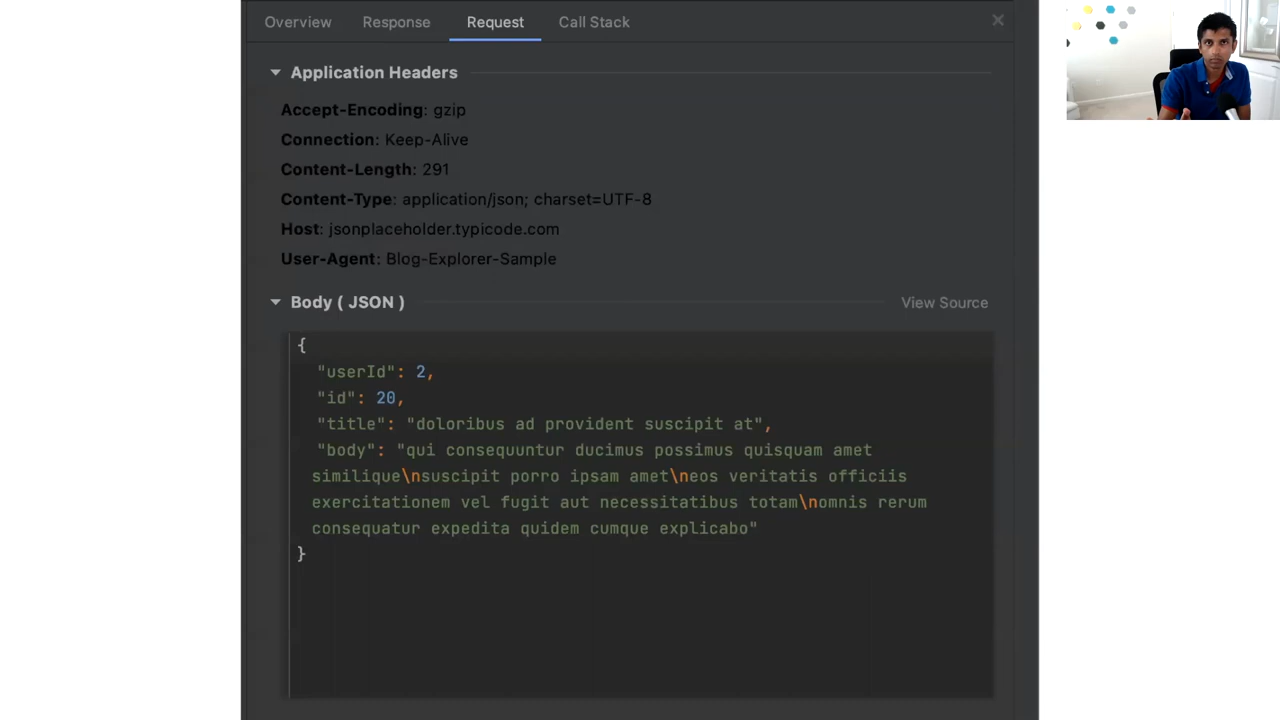 Overview Response Request Call Stack
Application Headers
Accept-Encoding: gzip
Connection: Keep-Alive
Content-Length: 291
Content-Type: application/json; charset=UTF-8
Host: jsonplaceholder.typicode.com
User-Agent: Blog-Explorer-Sample
Body ( JSON ) View Source
{
"userId": 2,
"id": 20,
"title": "doloribus ad provident suscipit at",
"body": "qui consequuntur ducimus possimus quisquam amet
similique\nsuscipit porro ipsam amet\neos veritatis officiis
exercitationem vel fugit aut necessitatibus totam\nomnis rerum
consequatur expedita quidem cumque explicabo"
}